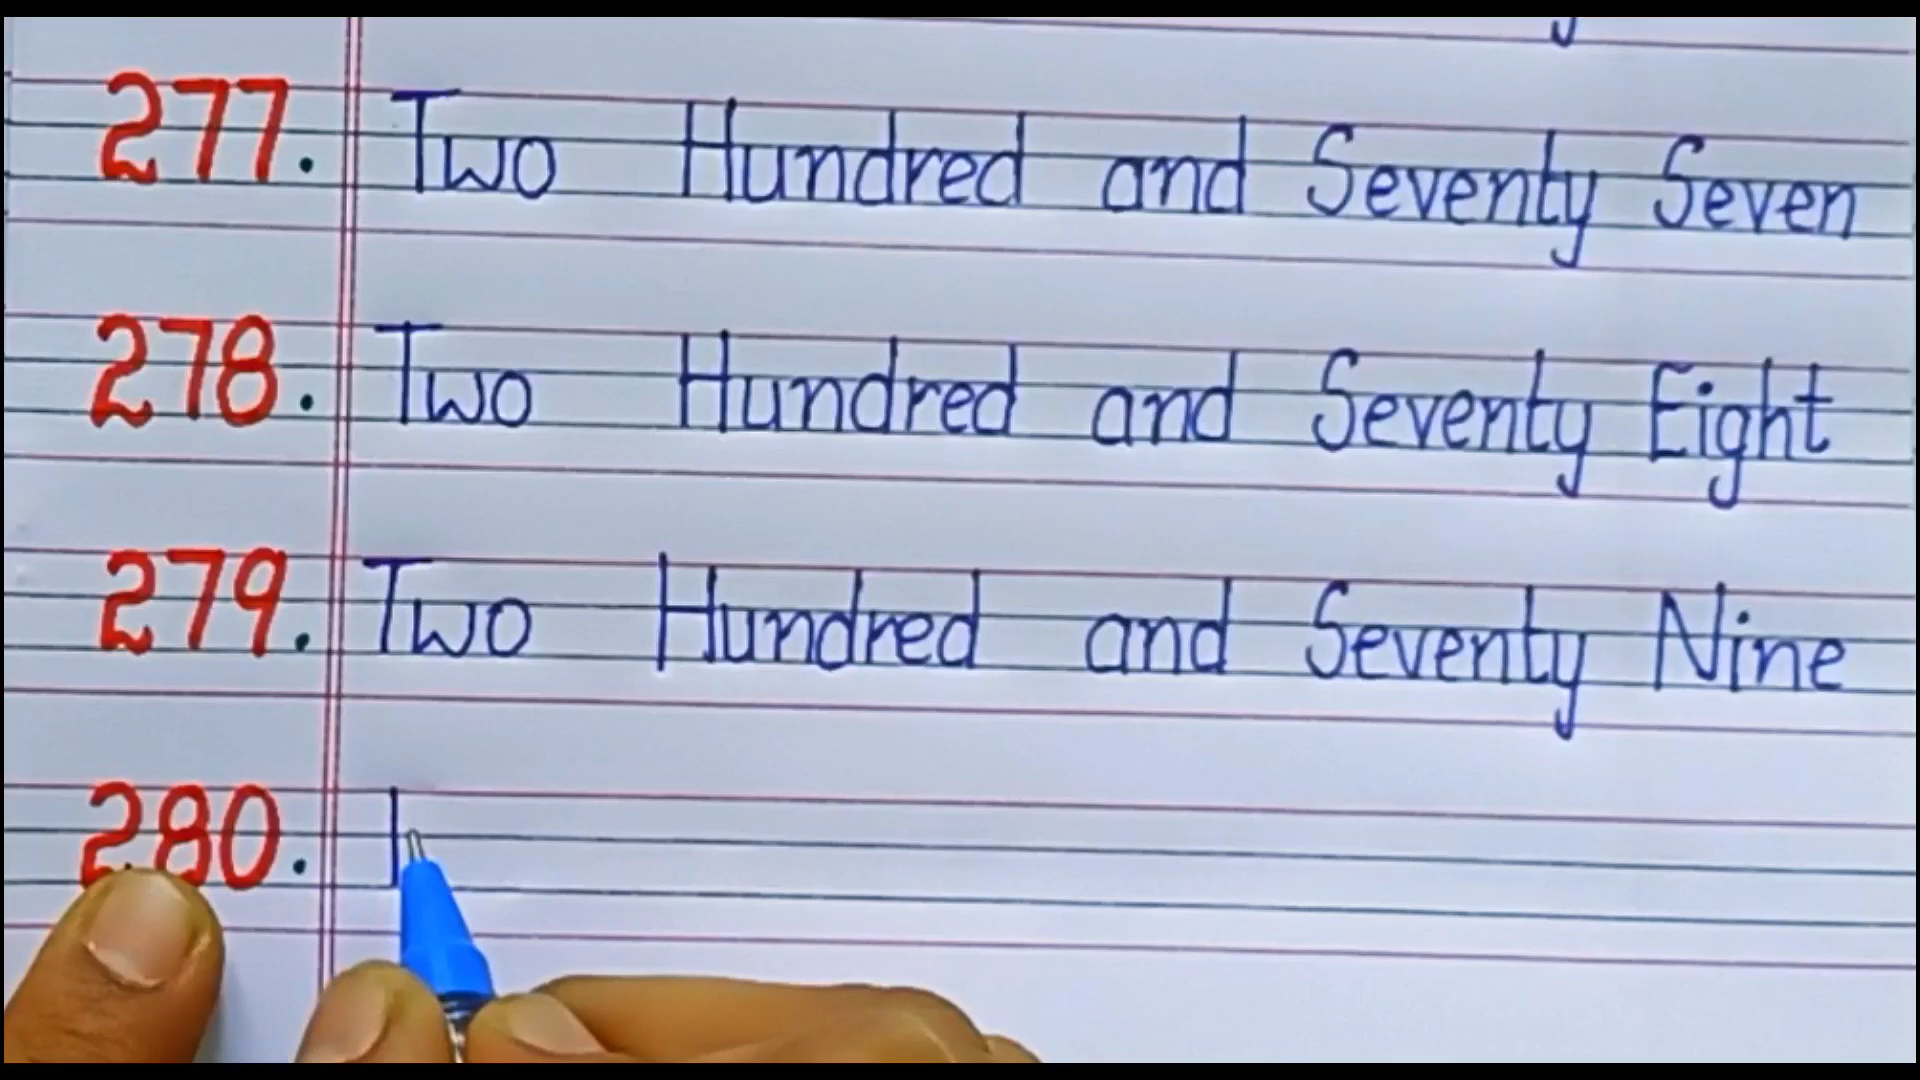 277. Two Hundred and Seventy Seven
278. Two Hundred and Seventy Eight
279. Two Hundred and Seventy Nine
280.